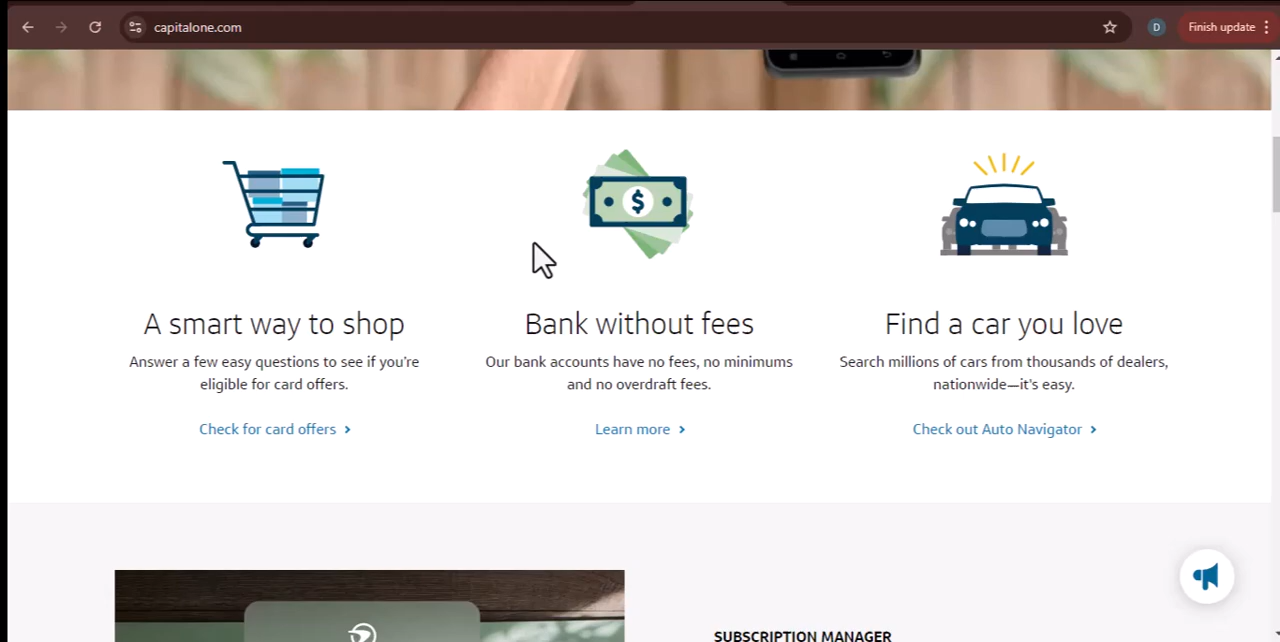 capitalone.com
D
Finish update
$
A smart way to shop
Answer a few easy questions to see if you're
eligible for card offers.
Check for card offers
Bank without fees
Our bank accounts have no fees, no minimums
and no overdraft fees.
Learn more
Find a car you love
Search millions of cars from thousands of dealers,
nationwide—it's easy.
Check out Auto Navigator
SUBSCRIPTION MANAGER